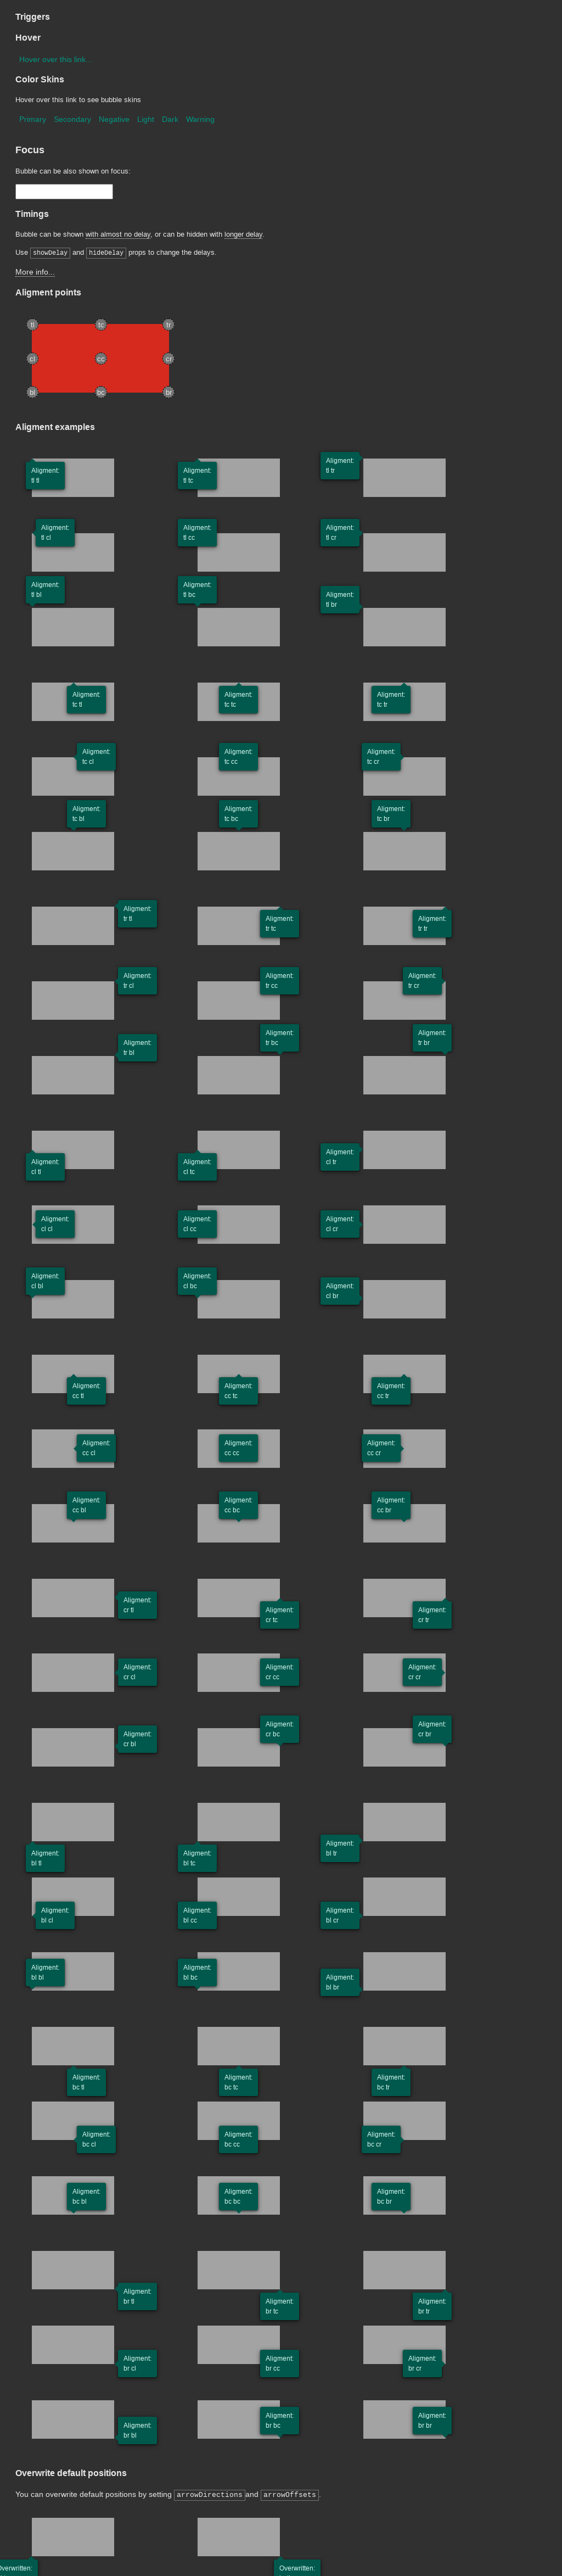 Triggers
Hover
Hover over this link...
Color Skins
Hover over this link to see bubble skins
Primary Secondary Negative Light Dark Warning
Focus
Bubble can be also shown on focus:
Timings
Bubble can be shown with almost no delay, or can be hidden with longer delay.
Use showDelay and hideDelay props to change the delays.
More info...
Aligment points
tl tc tr
cl cc cr
bl bc br
Aligment examples
Aligment:
tl tl
Aligment:
tl tc
Aligment:
tl tr
Aligment:
tl cl
Aligment:
tl cc
Aligment:
tl cr
Aligment:
tl bl
Aligment:
tl bc
Aligment:
tl br
Aligment:
tc tl
Aligment:
tc tc
Aligment:
tc tr
Aligment:
tc cl
Aligment:
tc cc
Aligment:
tc cr
Aligment:
tc bl
Aligment:
tc bc
Aligment:
tc br
Aligment:
tr tl
Aligment:
tr tc
Aligment:
tr tr
Aligment:
tr cl
Aligment:
tr cc
Aligment:
tr cr
Aligment:
tr bl
Aligment:
tr bc
Aligment:
tr br
Aligment:
cl tl
Aligment:
cl tc
Aligment:
cl tr
Aligment:
cl cl
Aligment:
cl cc
Aligment:
cl cr
Aligment:
cl bl
Aligment:
cl bc
Aligment:
cl br
Aligment:
cc tl
Aligment:
cc tc
Aligment:
cc tr
Aligment:
cc cl
Aligment:
cc cc
Aligment:
cc cr
Aligment:
cc bl
Aligment:
cc bc
Aligment:
cc br
Aligment:
cr tl
Aligment:
cr tc
Aligment:
cr tr
Aligment:
cr cl
Aligment:
cr cc
Aligment:
cr cr
Aligment:
cr bl
Aligment:
cr bc
Aligment:
cr br
Aligment:
bl tl
Aligment:
bl tc
Aligment:
bl tr
Aligment:
bl cl
Aligment:
bl cc
Aligment:
bl cr
Aligment:
bl bl
Aligment:
bl bc
Aligment:
bl br
Aligment:
bc tl
Aligment:
bc tc
Aligment:
bc tr
Aligment:
bc cl
Aligment:
bc cc
Aligment:
bc cr
Aligment:
bc bl
Aligment:
bc bc
Aligment:
bc br
Aligment:
br tl
Aligment:
br tc
Aligment:
br tr
Aligment:
br cl
Aligment:
br cc
Aligment:
br cr
Aligment:
br bl
Aligment:
br bc
Aligment:
br br
Overwrite default positions
You can overwrite default positions by setting arrowDirections and arrowOffsets.
Overwritten:
Overwritten: